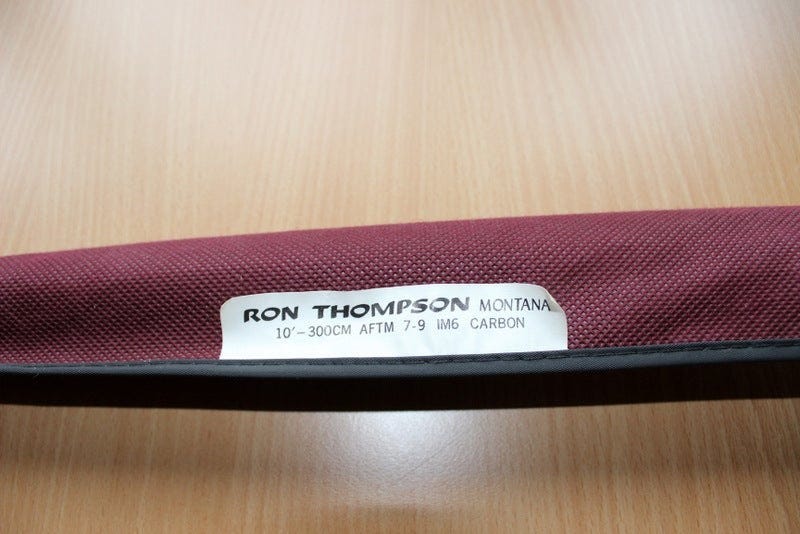 RON THOMPSON MONTANA
10'-300CM AFTM 7-9 IM6 CARBON